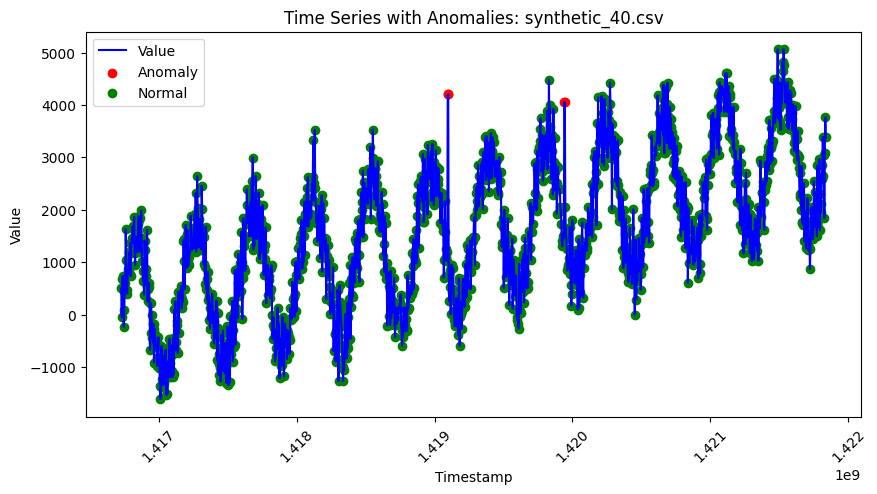 Time Series with Anomalies: synthetic_40.csv
Value
Anomaly
Normal
5000
4000
3000
2000
1000
0
−1000
Value
1.417
1.418
1.419
1.420
1.421
1.422
1e9
Timestamp